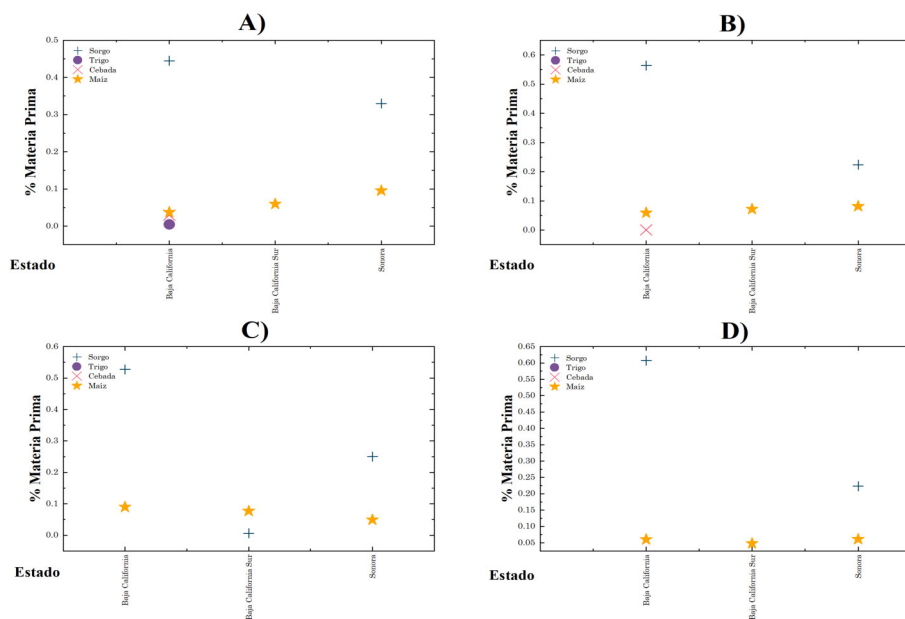 A)
% Materia Prima
0.5
0.4
0.3
0.2
0.1
0.0
Sorgo
Trigo
Cebada
Maíz
Estado
Baja California
Baja California Sur
Sonora
B)
% Materia Prima
0.6
0.5
0.4
0.3
0.2
0.1
0.0
Sorgo
Trigo
Cebada
Maíz
Estado
Baja California
Baja California Sur
Sonora
C)
% Materia Prima
0.6
0.5
0.4
0.3
0.2
0.1
0.0
Sorgo
Trigo
Cebada
Maíz
Estado
Baja California
Baja California Sur
Sonora
D)
% Materia Prima
0.65
0.60
0.55
0.50
0.45
0.40
0.35
0.30
0.25
0.20
0.15
0.10
0.05
Sorgo
Trigo
Cebada
Maíz
Estado
Baja California
Baja California Sur
Sonora